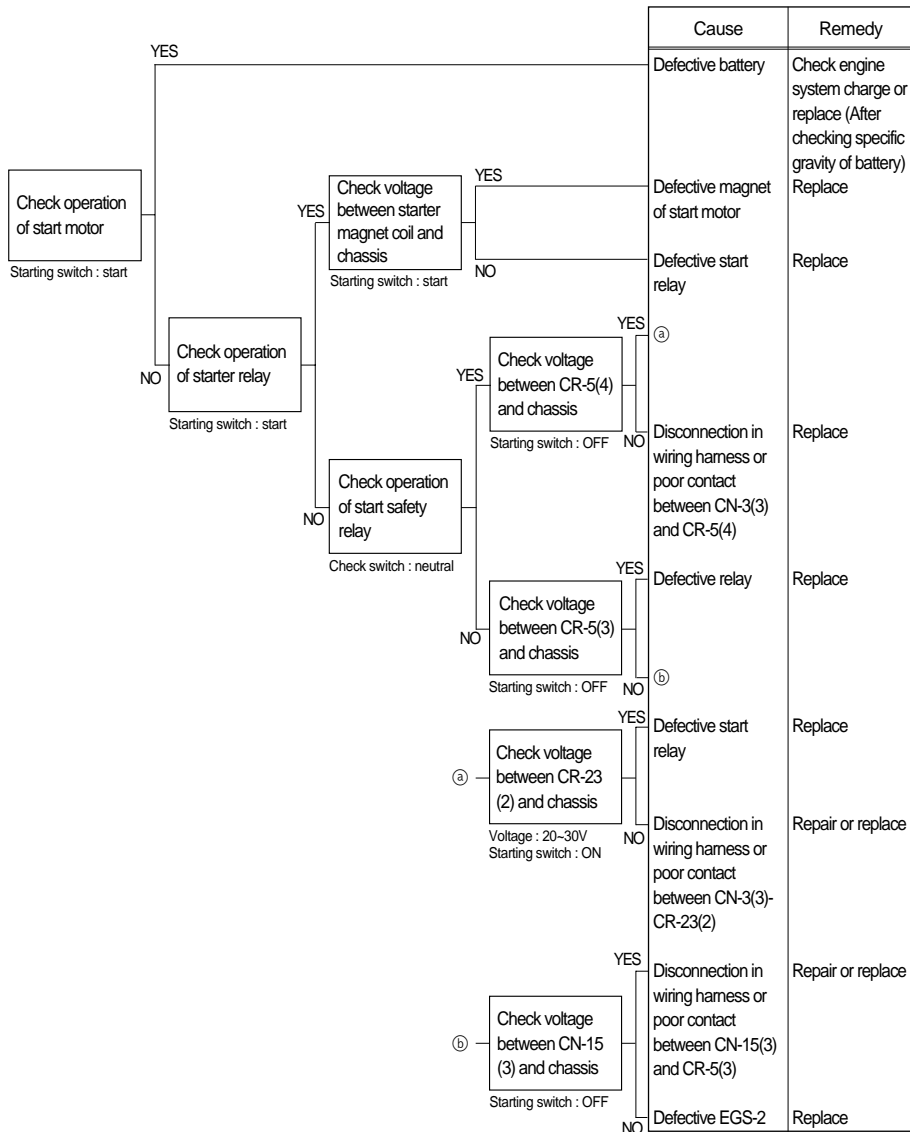 Cause
Remedy
YES
Defective battery
Check engine
system charge or
replace (After
checking specific
gravity of battery)
Check operation
of start motor
Starting switch : start
YES
Check voltage
between starter
magnet coil and
chassis
Starting switch : start
YES
Defective magnet
of start motor
Replace
NO
Defective start
relay
Replace
NO
Check operation
of starter relay
Starting switch : start
YES
Check voltage
between CR-5(4)
and chassis
Starting switch : OFF
YES
ⓐ
NO
Disconnection in
wiring harness or
poor contact
between CN-3(3)
and CR-5(4)
Replace
NO
Check operation
of start safety
relay
Check switch : neutral
NO
Check voltage
between CR-5(3)
and chassis
Starting switch : OFF
YES
Defective relay
Replace
NO
ⓑ
ⓐ
Check voltage
between CR-23
(2) and chassis
Voltage : 20~30V
Starting switch : ON
YES
Defective start
relay
Replace
NO
Disconnection in
wiring harness or
poor contact
between CN-3(3)-
CR-23(2)
Repair or replace
ⓑ
Check voltage
between CN-15
(3) and chassis
Starting switch : OFF
YES
Disconnection in
wiring harness or
poor contact
between CN-15(3)
and CR-5(3)
Repair or replace
NO
Defective EGS-2
Replace